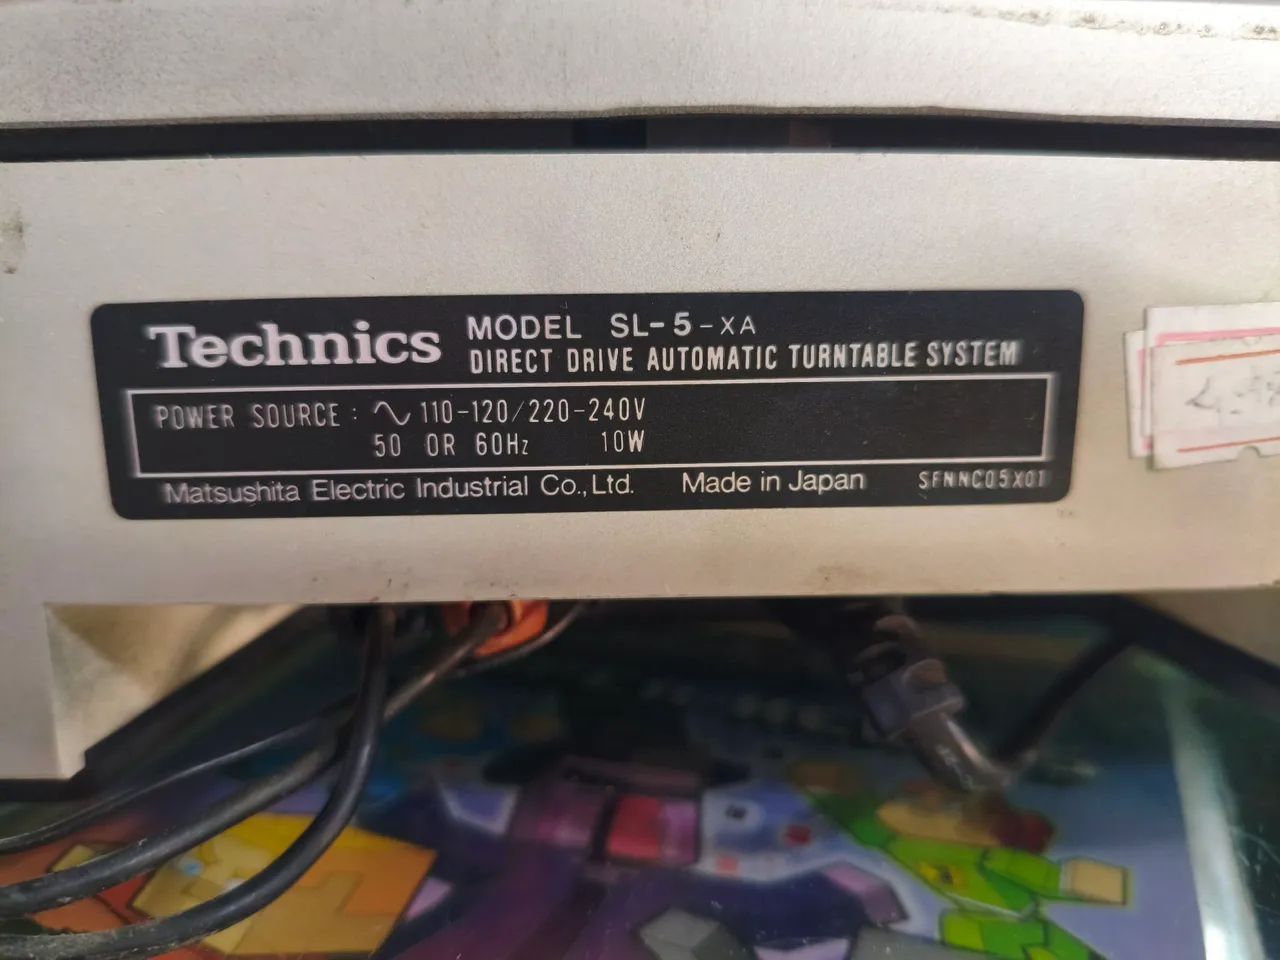 Technics
MODEL SL-5-XA
DIRECT DRIVE AUTOMATIC TURNTABLE SYSTEM
POWER SOURCE : ∿ 110-120/220-240V
50 OR 60Hz 10W
Matsushita Electric Industrial Co., Ltd. Made in Japan SFNNC05X01